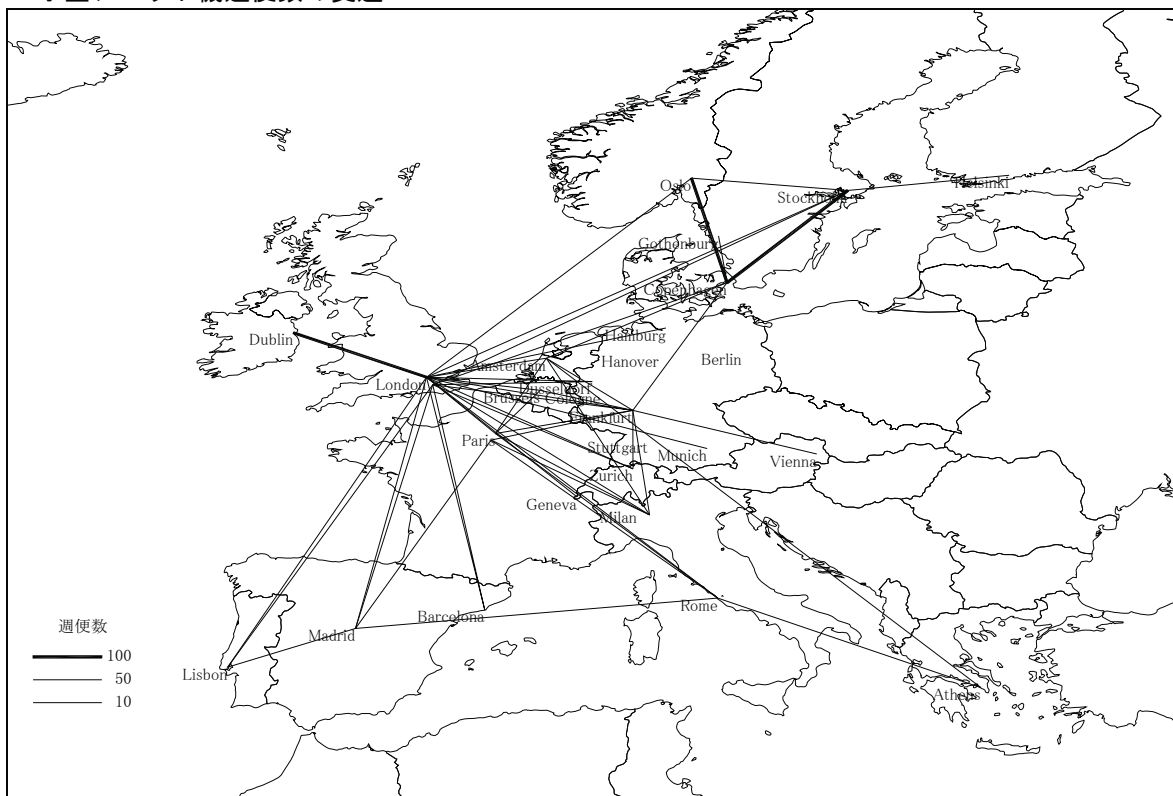 Oslo
Helsinki
Stockholm
Gothenburg
Copenhagen
Dublin
Hamburg
Hanover
Berlin
Amsterdam
London
Dusseldorf
Brussels Cologne
Frankfurt
Paris
Stuttgart
Munich
Vienna
Zurich
Geneva
Milan
Rome
Barcelona
Madrid
Lisbon
Athens
週便数
100
50
10